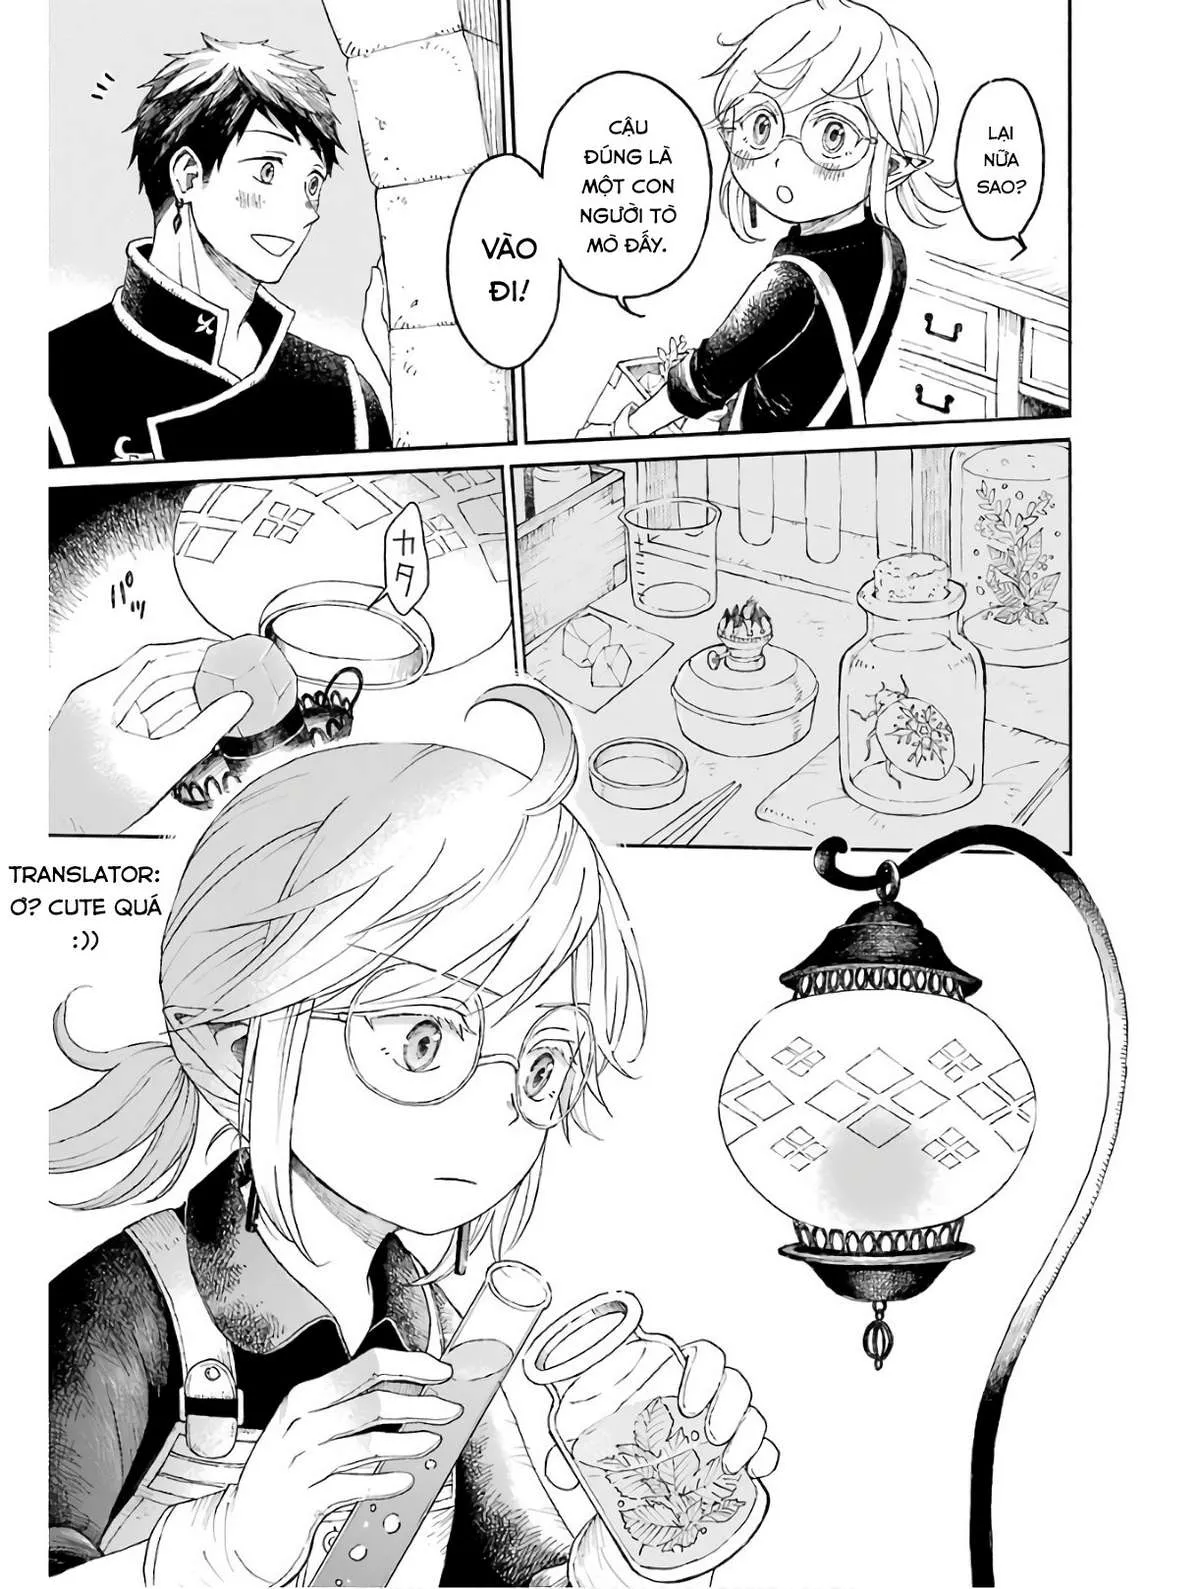 LẠI
NỮA
SAO?
CẬU
ĐÚNG LÀ
MỘT CON
NGƯỜI TÒ
MÒ ĐẤY.
VÀO
ĐI!
カタ
パッ
TRANSLATOR:
Ơ? CUTE QUÁ
:))